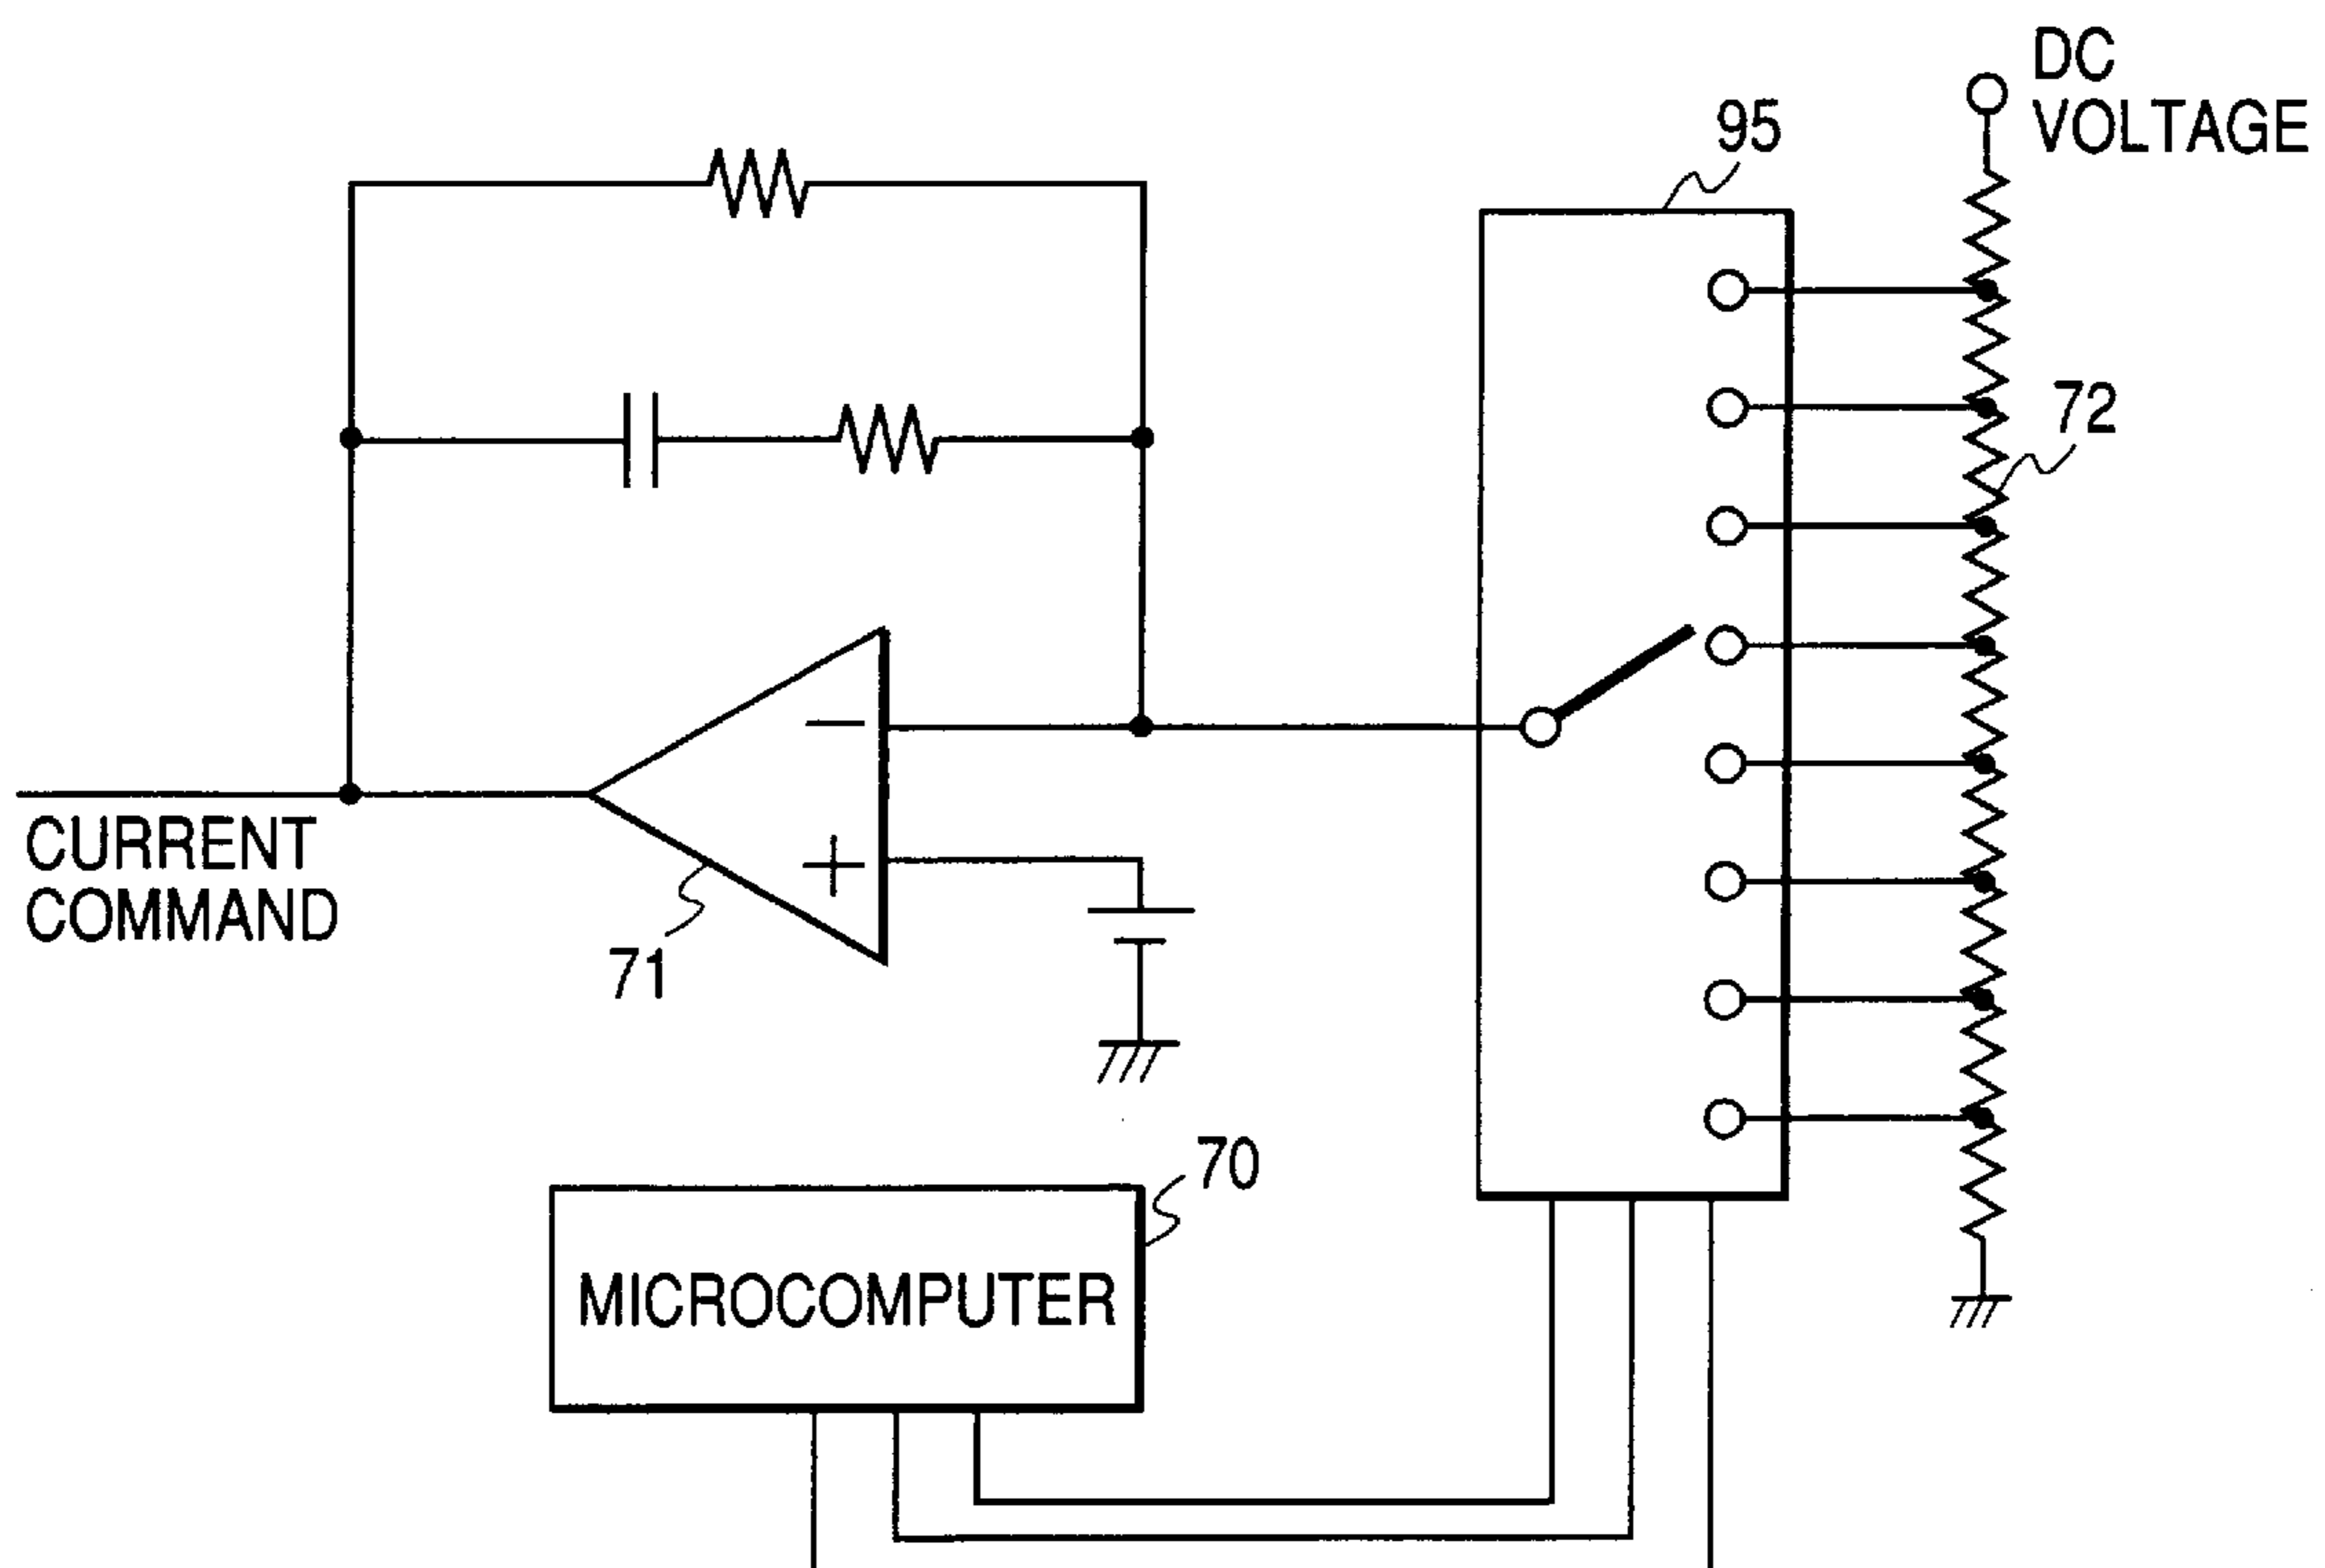 DC
VOLTAGE
95
72
−
+
CURRENT
COMMAND
71
70
MICROCOMPUTER